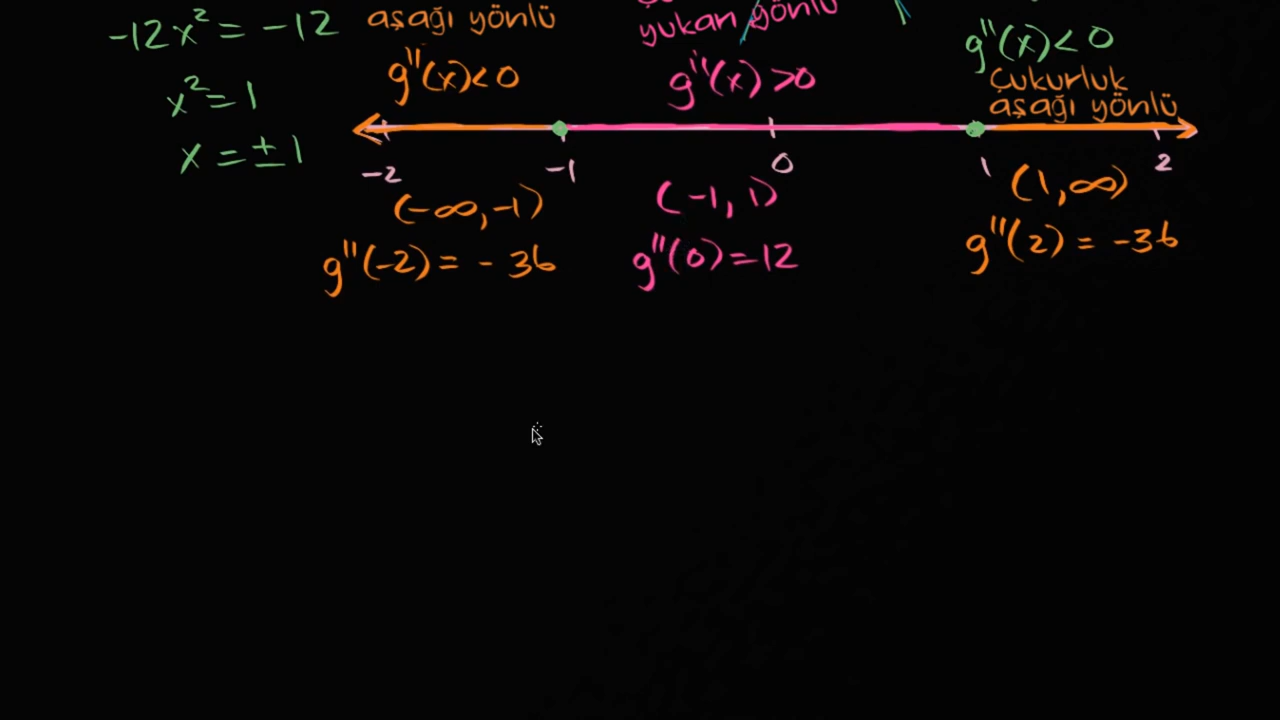 -12x² = -12
x² = 1
x = ±1
aşağı yönlü
g''(x)<0
yukarı yönlü
g''(x) >0
g''(x)<0
Çukurluk
aşağı yönlü
-2 -1 0 1 2
(-∞,-1) (-1, 1) (1,∞)
g''(-2) = - 36 g''(0)=12 g''(2) = -36